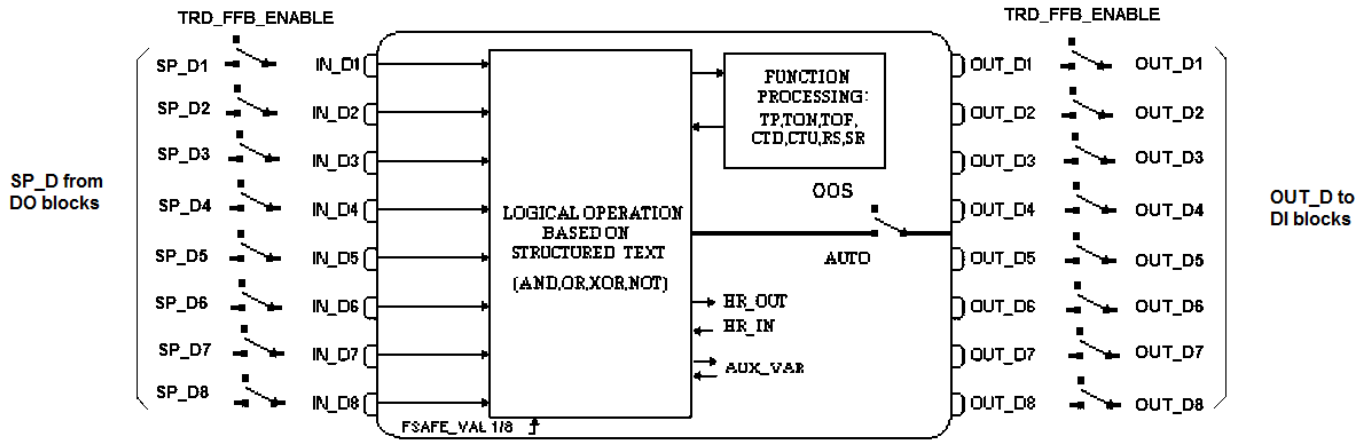 TRD_FFB_ENABLE
TRD_FFB_ENABLE
SP_D1
IN_D1
OUT_D1
OUT_D1
SP_D2
IN_D2
OUT_D2
OUT_D2
SP_D3
IN_D3
OUT_D3
OUT_D3
SP_D4
IN_D4
OUT_D4
OUT_D4
SP_D5
IN_D5
OUT_D5
OUT_D5
SP_D6
IN_D6
OUT_D6
OUT_D6
SP_D7
IN_D7
OUT_D7
OUT_D7
SP_D8
IN_D8
OUT_D8
OUT_D8
SP_D from
DO blocks
LOGICAL OPERATION
BASED ON
STRUCTURED TEXT
(AND,OR,XOR,NOT)
FUNCTION
PROCESSING:
TP,TON,TOF,
CTD,CTU,RS,SR
OOS
AUTO
HR_OUT
HR_IN
AUX_VAR
FSAFE_VAL 1/8
OUT_D to
DI blocks